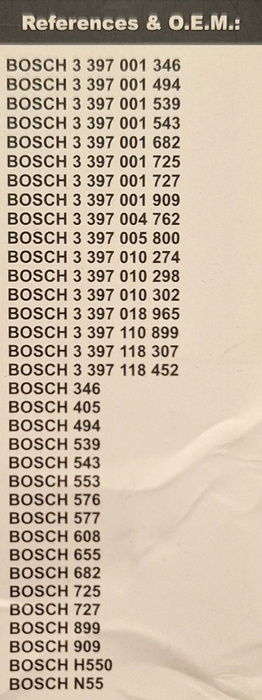 References & O.E.M.:
BOSCH 3 397 001 346
BOSCH 3 397 001 494
BOSCH 3 397 001 539
BOSCH 3 397 001 543
BOSCH 3 397 001 682
BOSCH 3 397 001 725
BOSCH 3 397 001 727
BOSCH 3 397 001 909
BOSCH 3 397 004 762
BOSCH 3 397 005 800
BOSCH 3 397 010 274
BOSCH 3 397 010 298
BOSCH 3 397 010 302
BOSCH 3 397 018 965
BOSCH 3 397 110 899
BOSCH 3 397 118 307
BOSCH 3 397 118 452
BOSCH 346
BOSCH 405
BOSCH 494
BOSCH 539
BOSCH 543
BOSCH 553
BOSCH 576
BOSCH 577
BOSCH 608
BOSCH 655
BOSCH 682
BOSCH 725
BOSCH 727
BOSCH 899
BOSCH 909
BOSCH H550
BOSCH N55